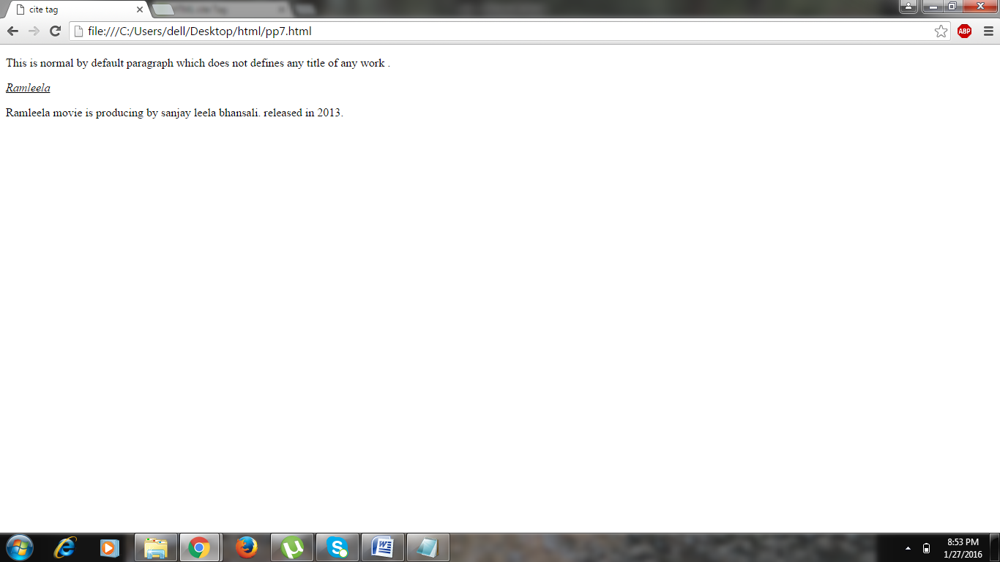 cite tag
file:///C:/Users/dell/Desktop/html/pp7.html
ABP
This is normal by default paragraph which does not defines any title of any work .
Ramleela
Ramleela movie is producing by sanjay leela bhansali. released in 2013.
8:53 PM
1/27/2016